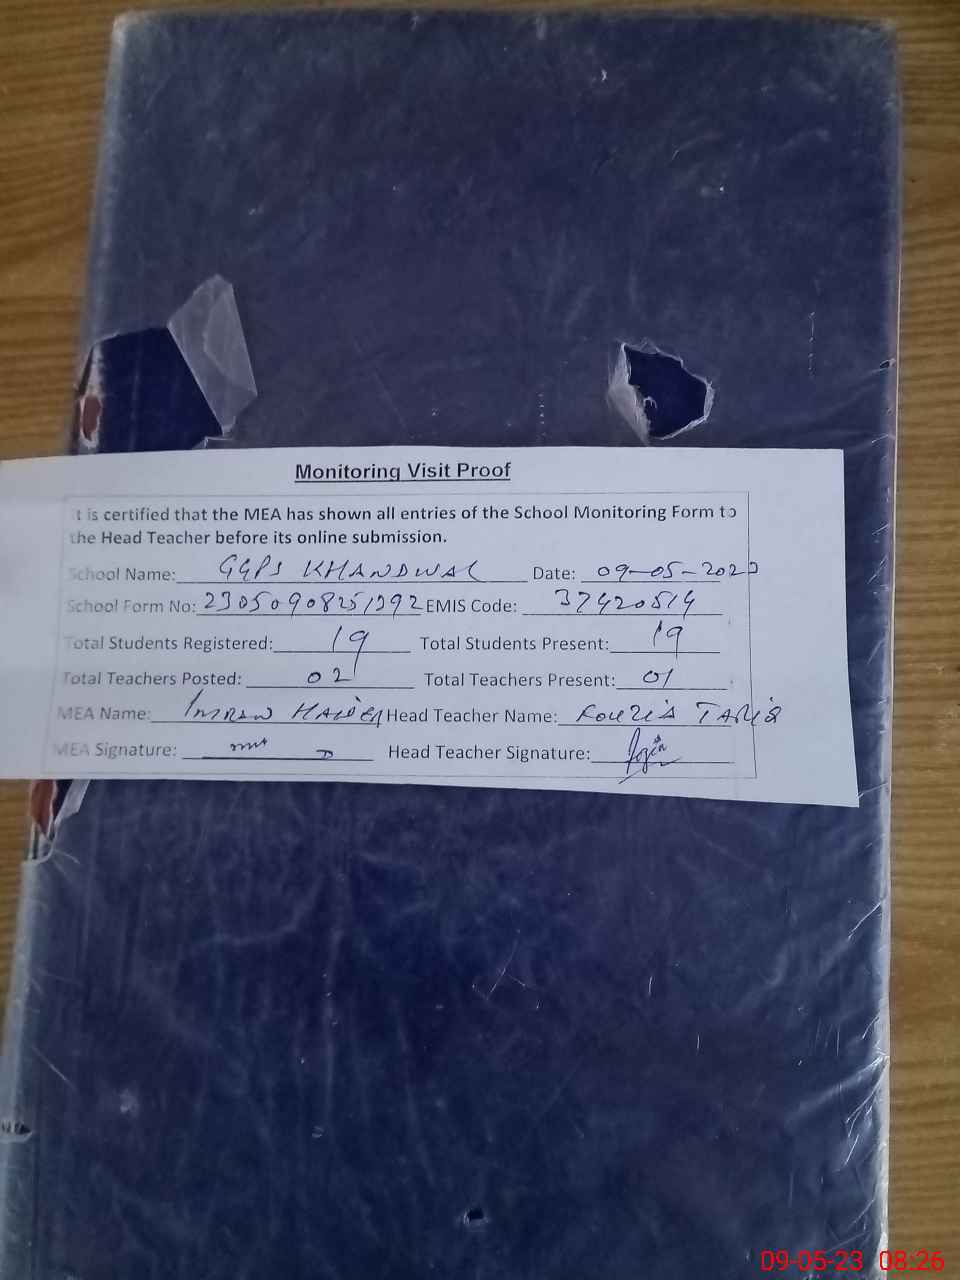 Monitoring Visit Proof
It is certified that the MEA has shown all entries of the School Monitoring Form to
the Head Teacher before its online submission.
School Name: GGPS KHANDWAL Date: 09-05-2023
School Form No: 23050908251392 EMIS Code: 37420514
Total Students Registered: 19 Total Students Present: 19
Total Teachers Posted: 02 Total Teachers Present: 01
MEA Name: IMRAN HAIDER Head Teacher Name: FOUZIA TARIQ
MEA Signature: Head Teacher Signature:
09-05-23 08:26